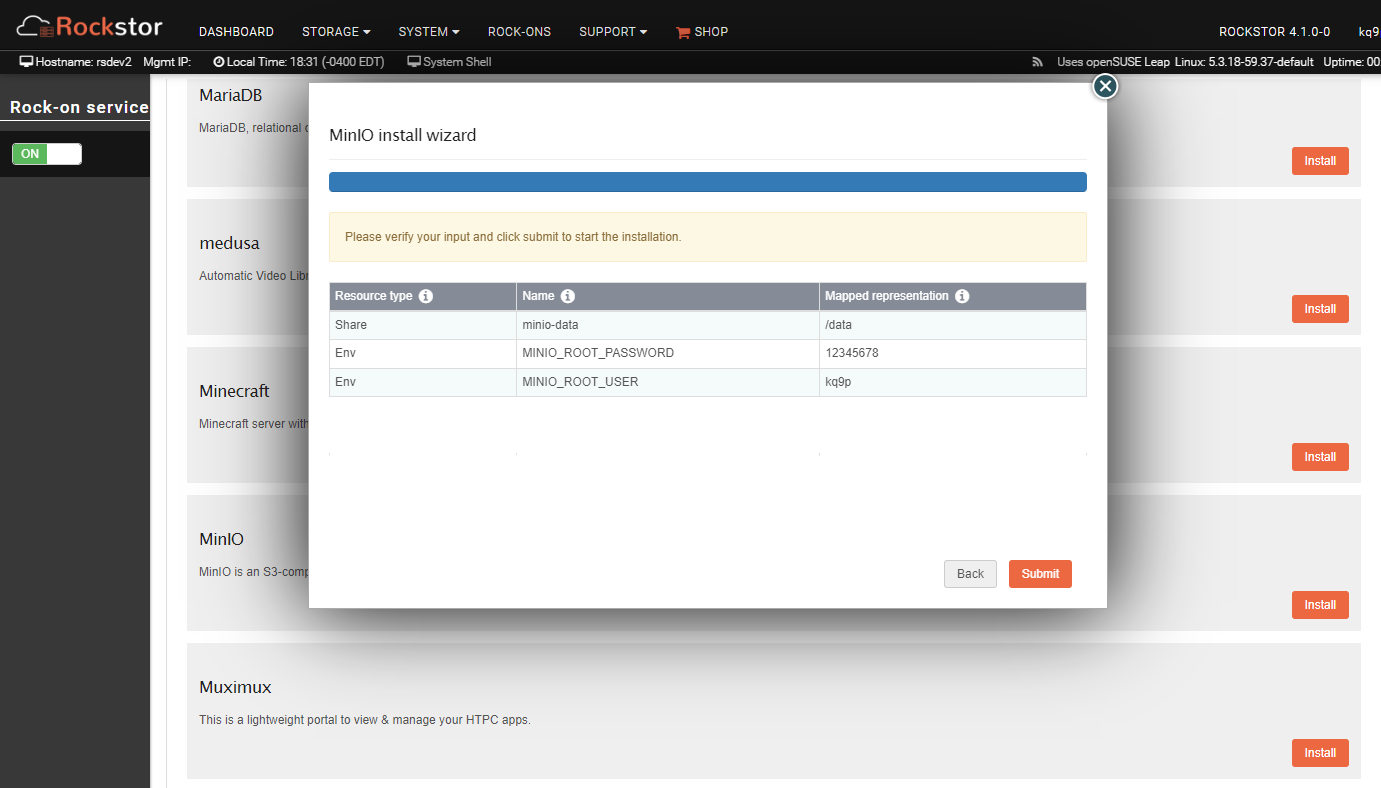 Rockstor
DASHBOARD STORAGE SYSTEM ROCK-ONS SUPPORT SHOP ROCKSTOR 4.1.0-0 kq9
Hostname: rsdev2 Mgmt IP: Local Time: 18:31 (-0400 EDT) System Shell Uses openSUSE Leap Linux: 5.3.18-59.37-default Uptime: 00
Rock-on service
ON
MariaDB
MariaDB, relational
Install
medusa
Automatic Video Libr
Install
Minecraft
Minecraft server with
Install
MinIO
MinIO is an S3-comp
Install
Muximux
This is a lightweight portal to view & manage your HTPC apps.
Install
MinIO install wizard
Please verify your input and click submit to start the installation.
Resource type Name Mapped representation
Share minio-data /data
Env MINIO_ROOT_PASSWORD 12345678
Env MINIO_ROOT_USER kq9p
Back Submit